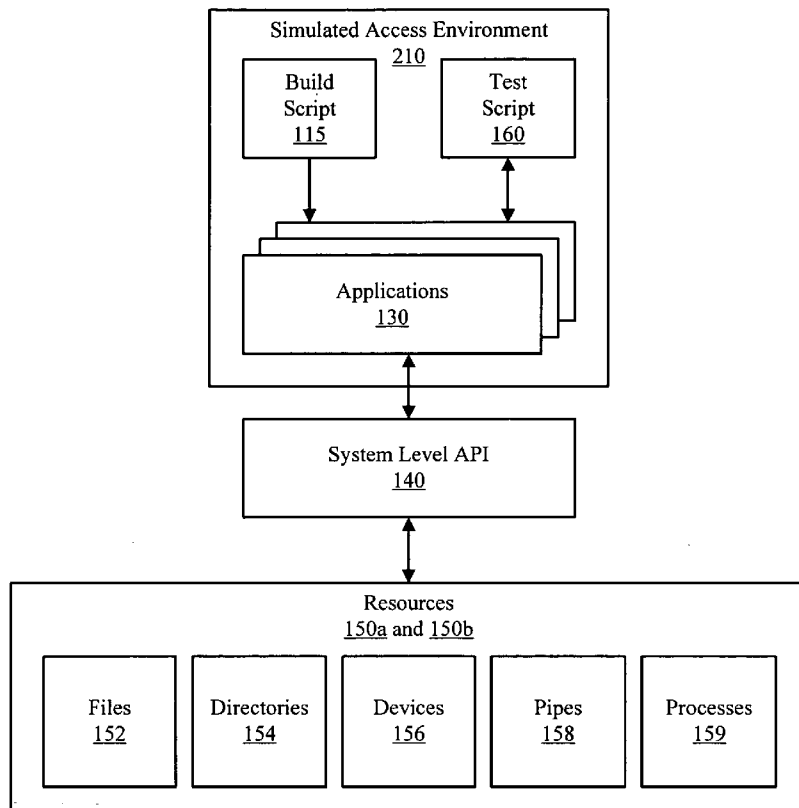 Simulated Access Environment
210
Build
Script
115
Test
Script
160
Applications
130
System Level API
140
Resources
150a and 150b
Files
152
Directories
154
Devices
156
Pipes
158
Processes
159